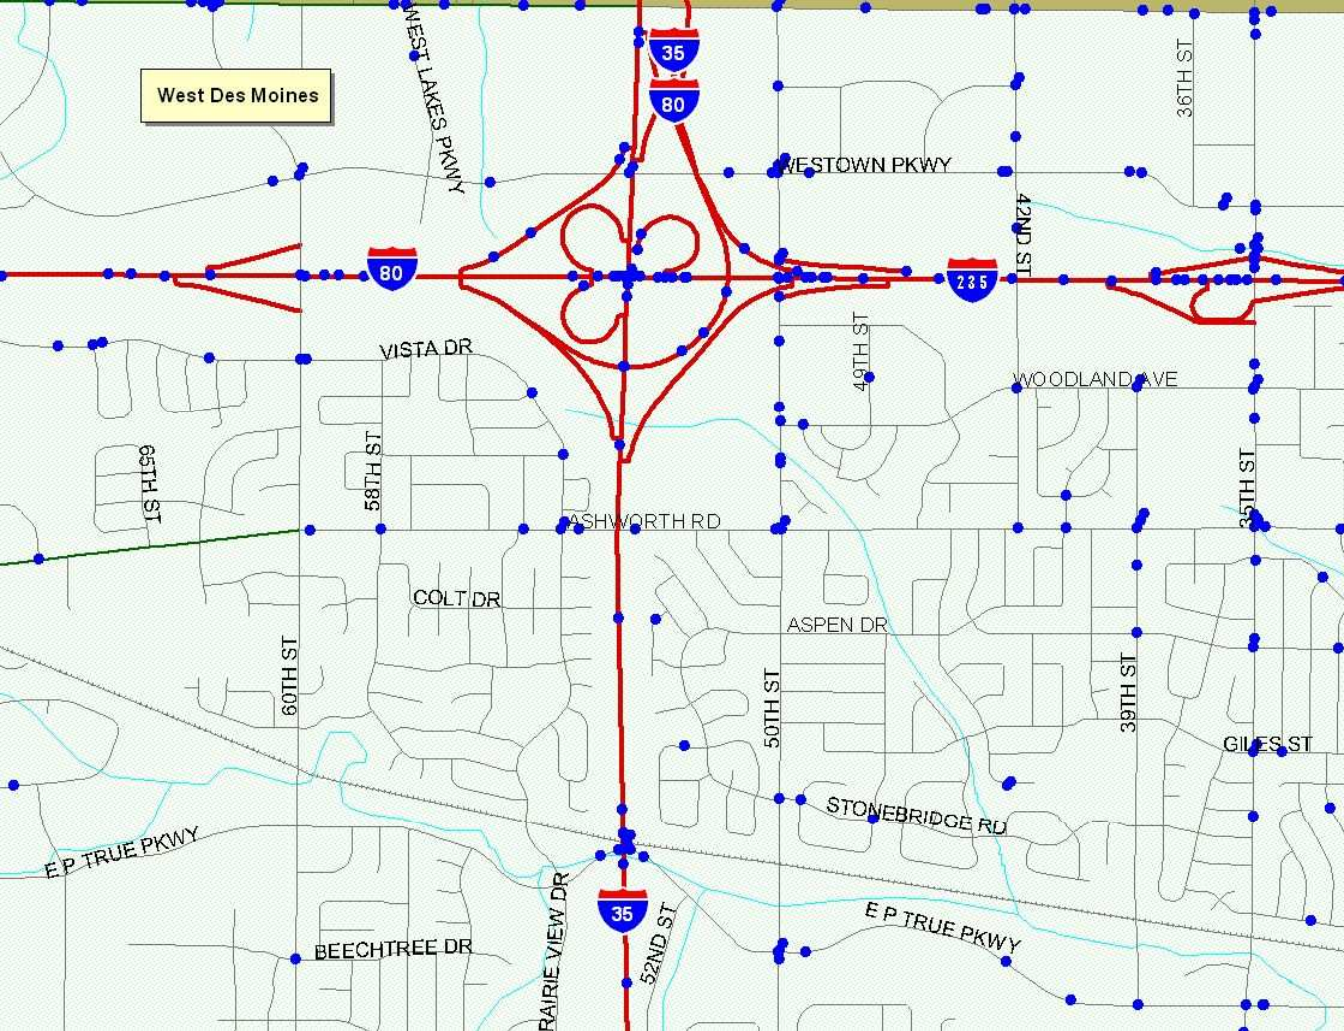 35
80
36TH ST
WEST LAKES PKWY
West Des Moines
WESTOWN PKWY
42ND ST
80
235
VISTA DR
49TH ST
WOODLAND AVE
65TH ST
58TH ST
35TH ST
ASHWORTH RD
COLT DR
ASPEN DR
60TH ST
50TH ST
39TH ST
GILES ST
STONEBRIDGE RD
E P TRUE PKWY
35
E P TRUE PKWY
RAIRIE VIEW DR
52ND ST
BEECHTREE DR